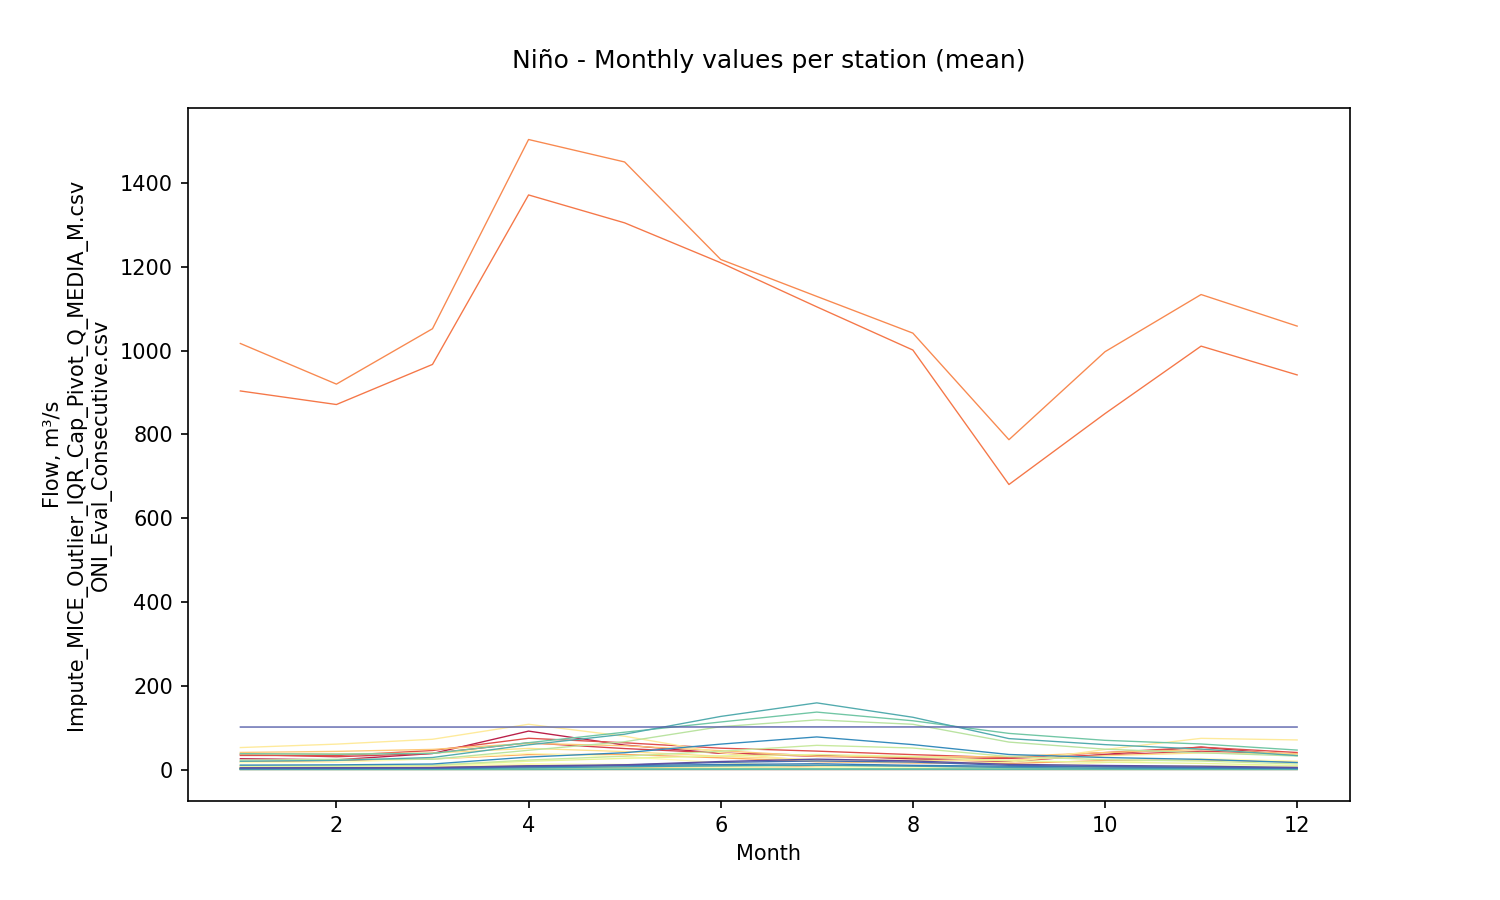 Niño - Monthly values per station (mean)
Flow, m³/s
Impute_MICE_Outlier_IQR_Cap_Pivot_Q_MEDIA_M.csv
ONI_Eval_Consecutive.csv
1400
1200
1000
800
600
400
200
0
2 4 6 8 10 12
Month